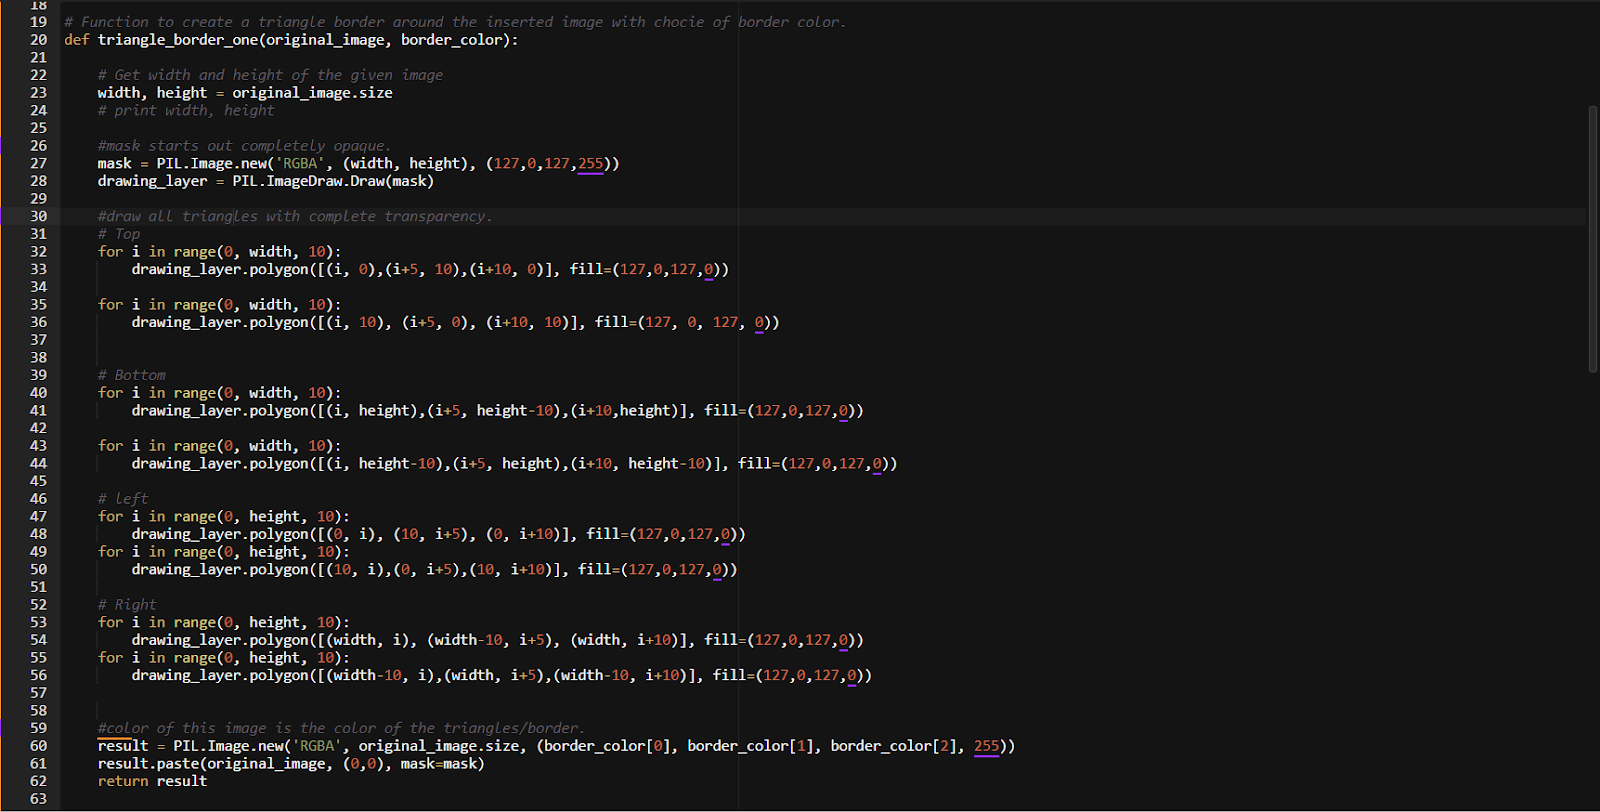 18
19 # Function to create a triangle border around the inserted image with chocie of border color.
20 def triangle_border_one(original_image, border_color):
21
22     # Get width and height of the given image
23     width, height = original_image.size
24     # print width, height
25
26     #mask starts out completely opaque.
27     mask = PIL.Image.new('RGBA', (width, height), (127,0,127,255))
28     drawing_layer = PIL.ImageDraw.Draw(mask)
29
30     #draw all triangles with complete transparency.
31     # Top
32     for i in range(0, width, 10):
33         drawing_layer.polygon([(i, 0),(i+5, 10),(i+10, 0)], fill=(127,0,127,0))
34
35     for i in range(0, width, 10):
36         drawing_layer.polygon([(i, 10), (i+5, 0), (i+10, 10)], fill=(127, 0, 127, 0))
37
38
39     # Bottom
40     for i in range(0, width, 10):
41         drawing_layer.polygon([(i, height),(i+5, height-10),(i+10,height)], fill=(127,0,127,0))
42
43     for i in range(0, width, 10):
44         drawing_layer.polygon([(i, height-10),(i+5, height),(i+10, height-10)], fill=(127,0,127,0))
45
46     # left
47     for i in range(0, height, 10):
48         drawing_layer.polygon([(0, i), (10, i+5), (0, i+10)], fill=(127,0,127,0))
49     for i in range(0, height, 10):
50         drawing_layer.polygon([(10, i),(0, i+5),(10, i+10)], fill=(127,0,127,0))
51
52     # Right
53     for i in range(0, height, 10):
54         drawing_layer.polygon([(width, i), (width-10, i+5), (width, i+10)], fill=(127,0,127,0))
55     for i in range(0, height, 10):
56         drawing_layer.polygon([(width-10, i),(width, i+5),(width-10, i+10)], fill=(127,0,127,0))
57
58
59     #color of this image is the color of the triangles/border.
60     result = PIL.Image.new('RGBA', original_image.size, (border_color[0], border_color[1], border_color[2], 255))
61     result.paste(original_image, (0,0), mask=mask)
62     return result
63